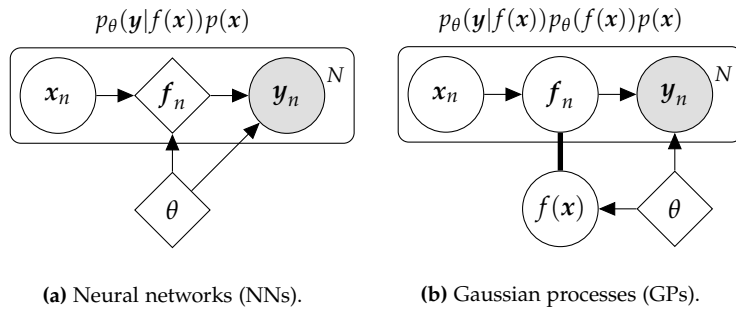 p_θ(y|f(x))p(x)
x_n f_n y_n N
θ
(a) Neural networks (NNs).
p_θ(y|f(x))p_θ(f(x))p(x)
x_n f_n y_n N
f(x) θ
(b) Gaussian processes (GPs).